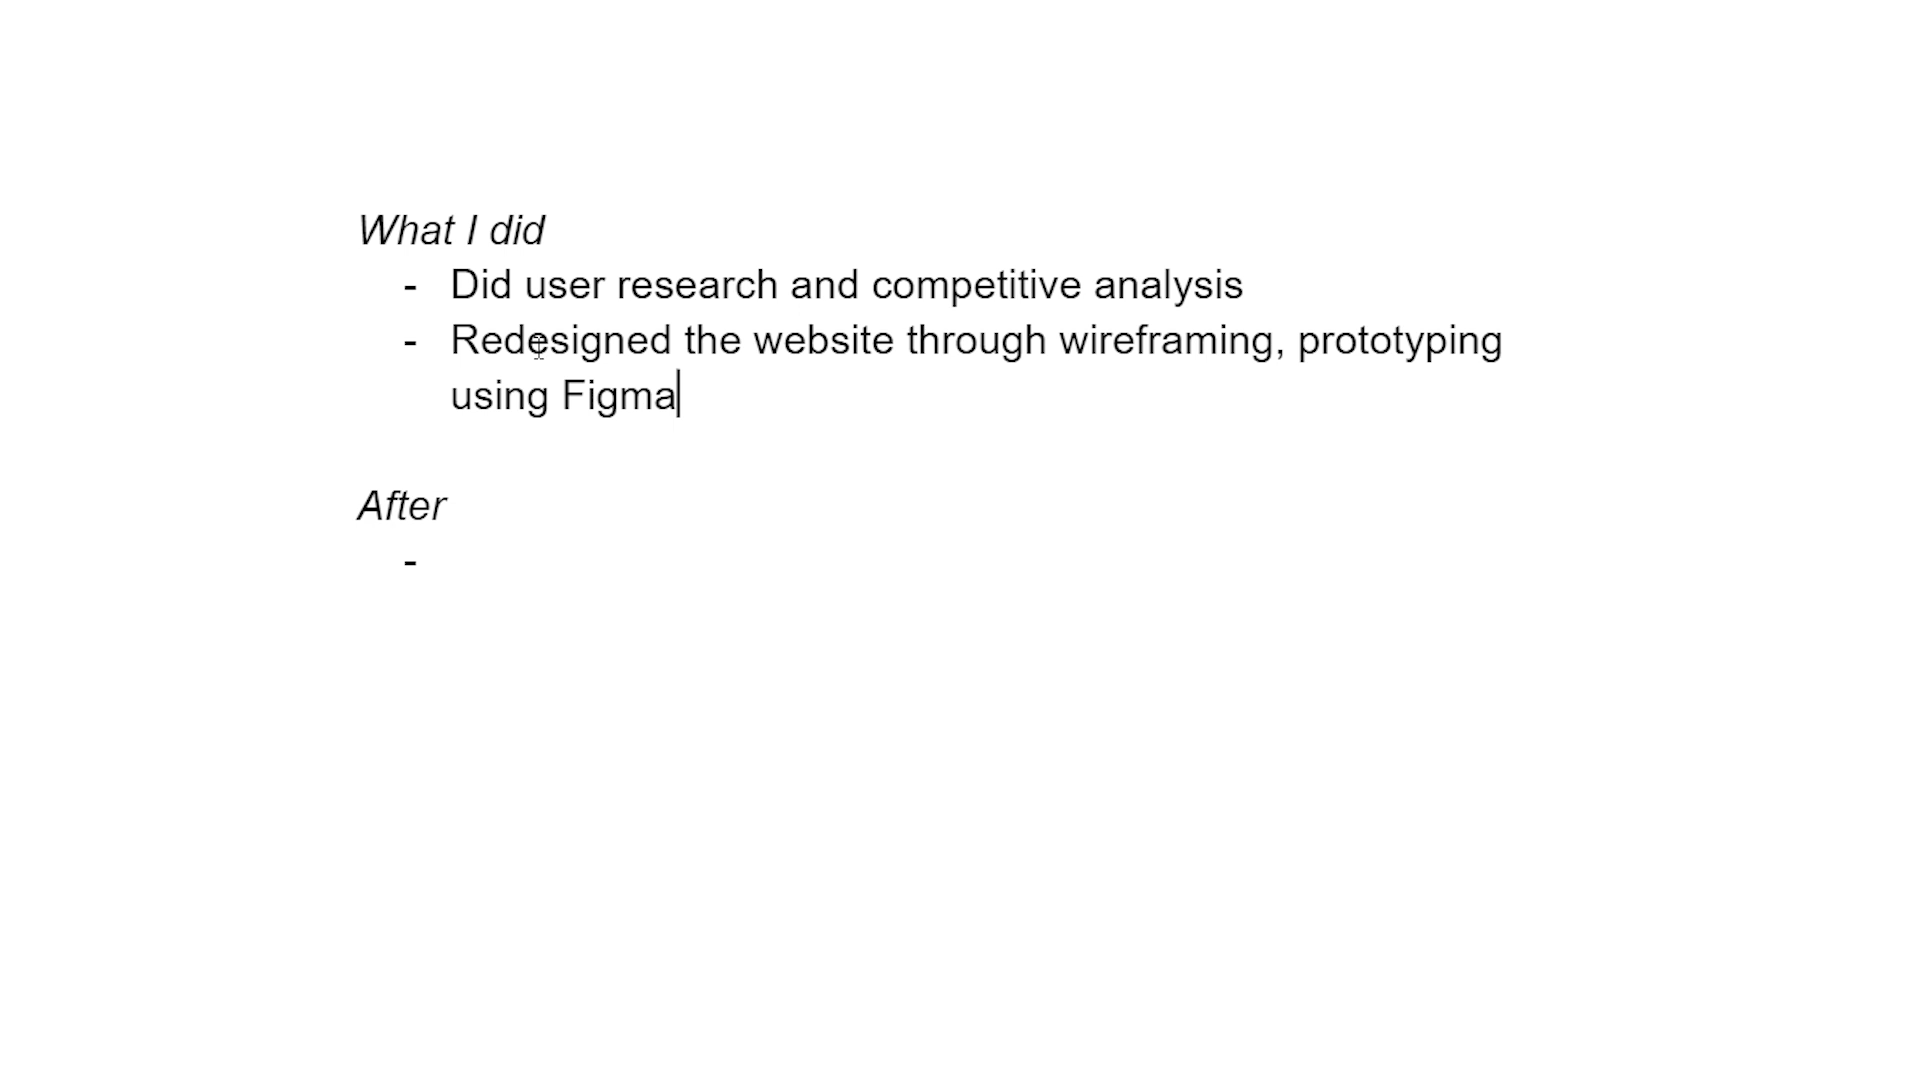 What I did
- Did user research and competitive analysis
- Redesigned the website through wireframing, prototyping
using Figma
After
-